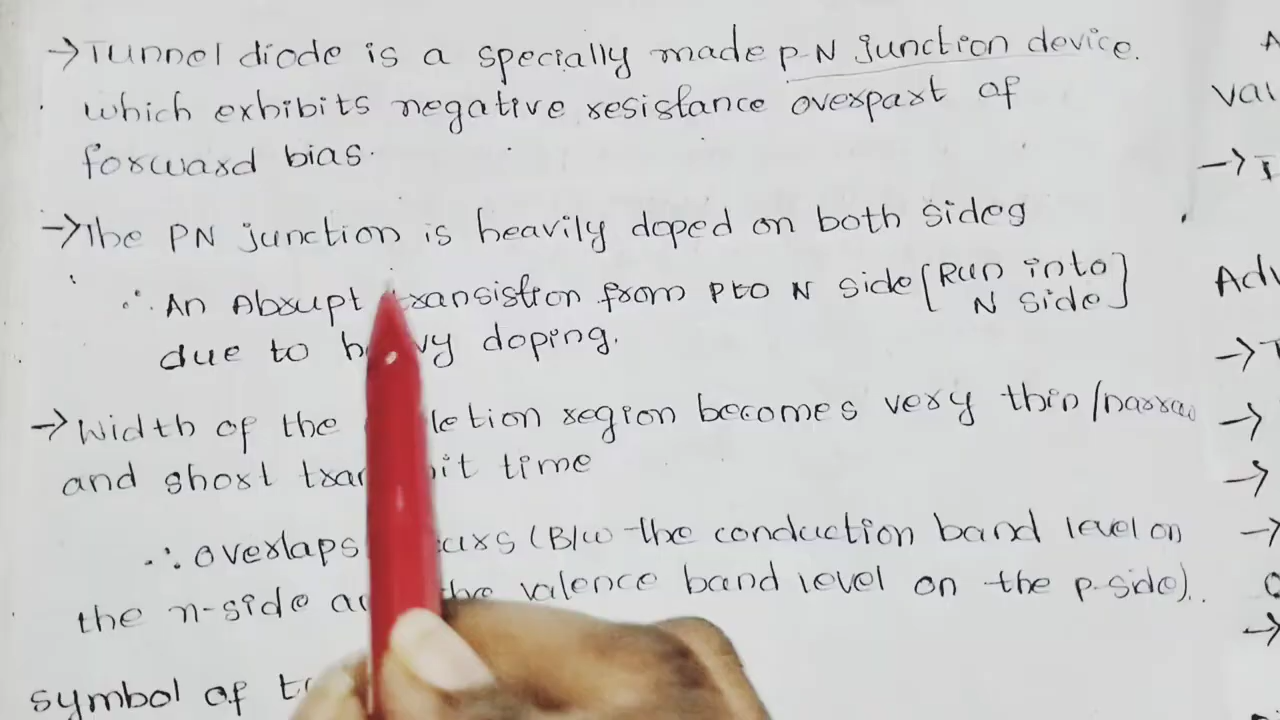 →Tunnel diode is a specially made P-N junction device.
which exhibits negative resistance overpart of
forward bias.
→The PN junction is heavily doped on both sides
∴ An Abrupt transistion from P to N side [Run into
N side]
due to doping.
→Width of the region becomes very thin/narrow
and short time
∴ overlaps (B/w the conduction band level on
the n-side the valence band level on the p-side).
symbol of